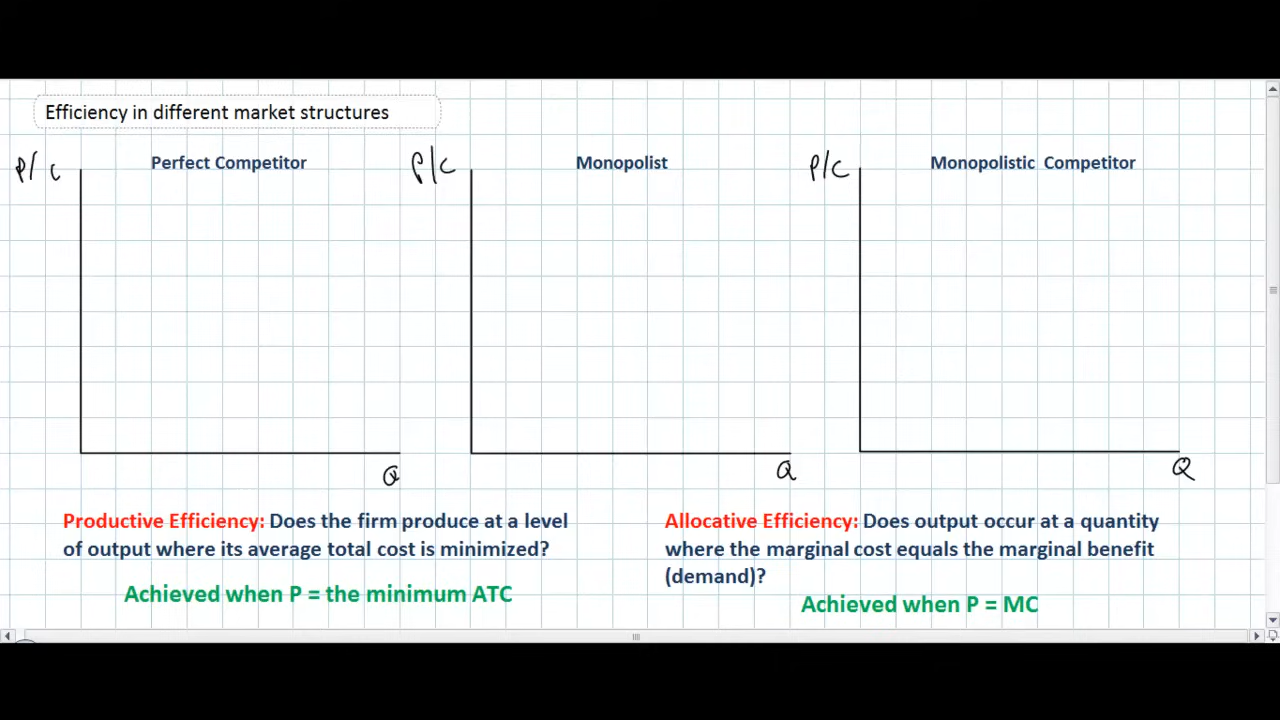 Efficiency in different market structures
Perfect Competitor
Monopolist
Monopolistic Competitor
P/C
P/C
P/C
Q
Q
Q
Productive Efficiency: Does the firm produce at a level
of output where its average total cost is minimized?
Achieved when P = the minimum ATC
Allocative Efficiency: Does output occur at a quantity
where the marginal cost equals the marginal benefit
(demand)?
Achieved when P = MC